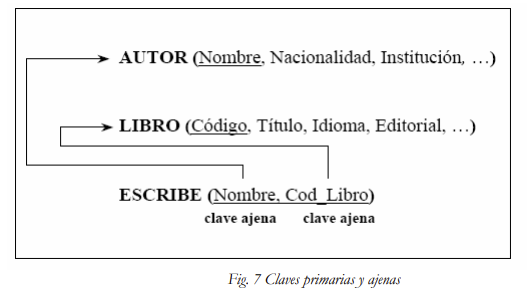 AUTOR (Nombre, Nacionalidad, Institución, …)
LIBRO (Código, Título, Idioma, Editorial, …)
ESCRIBE (Nombre, Cod_Libro)
clave ajena clave ajena
Fig. 7 Claves primarias y ajenas